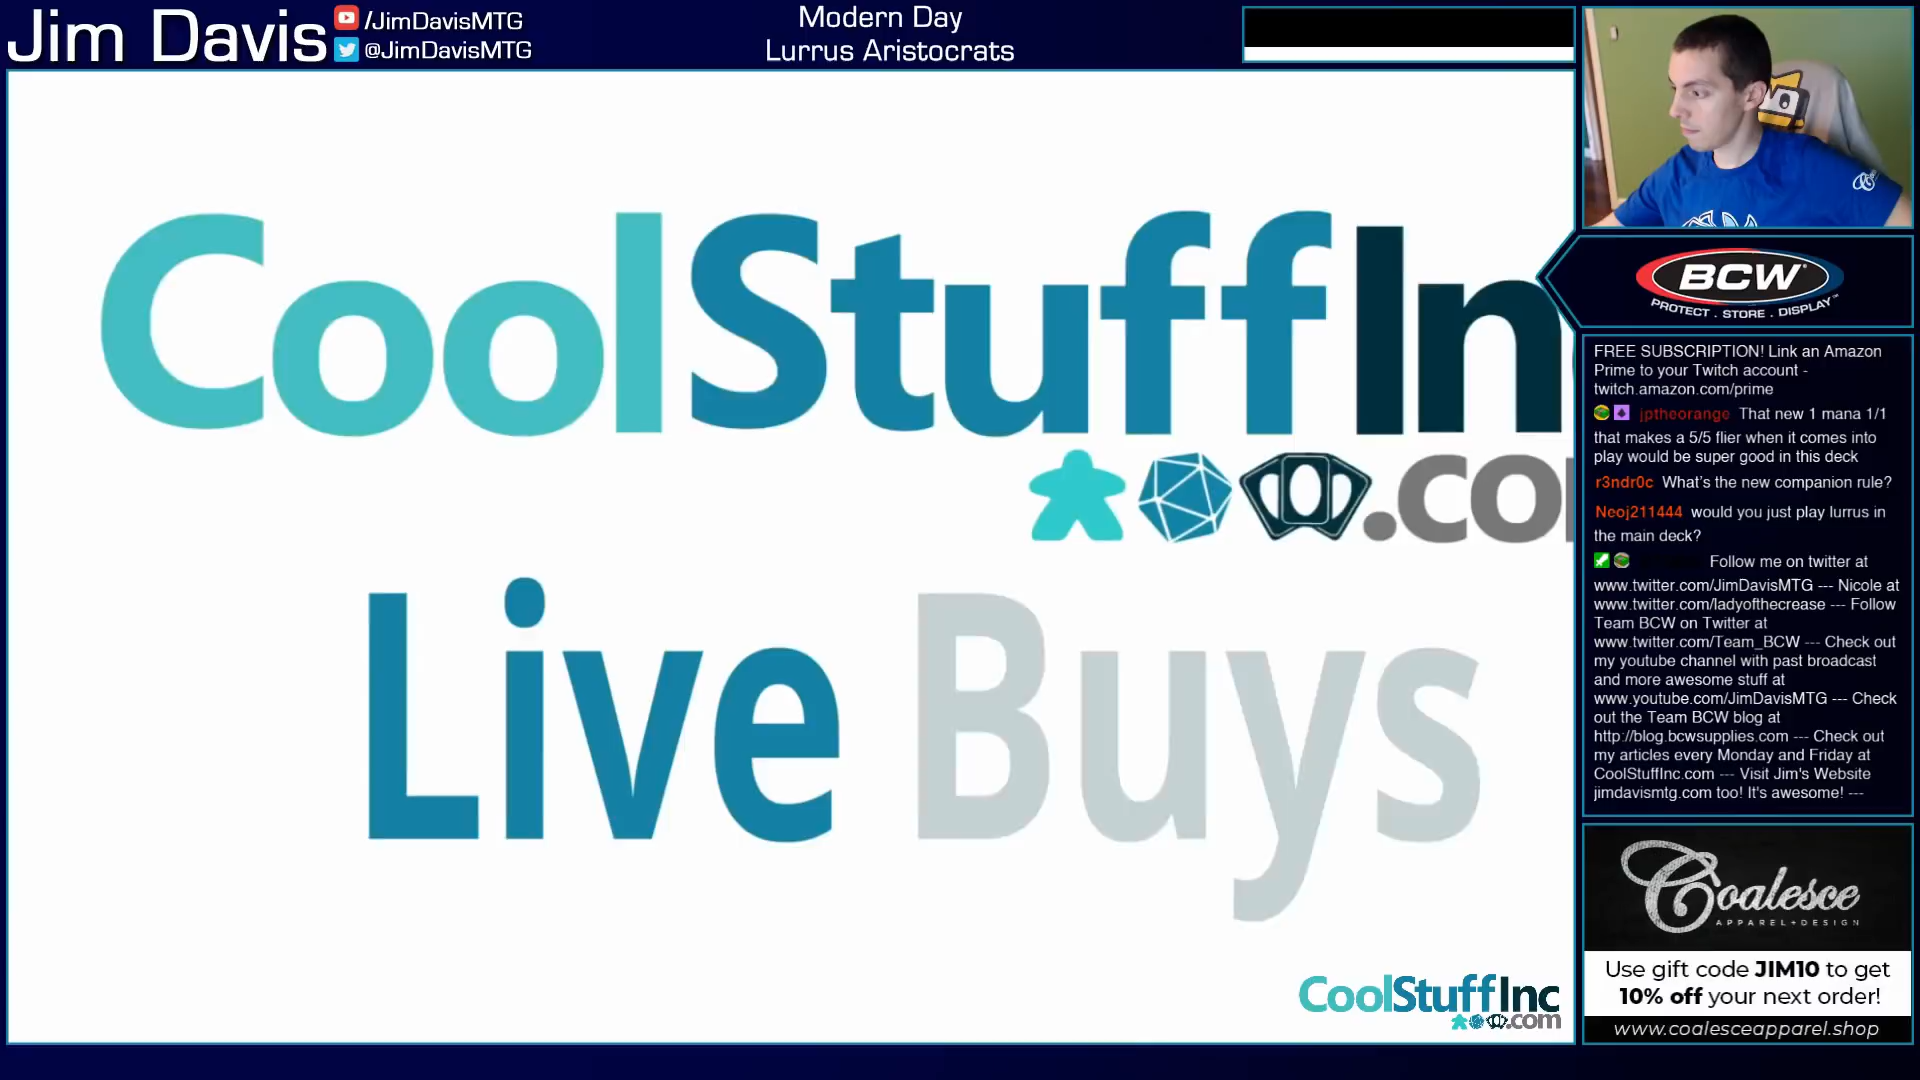 Jim Davis
/JimDavisMTG
@JimDavisMTG
Modern Day
Lurrus Aristocrats
CoolStuffIn
.co
Live Buys
CoolStuffInc
.com
BCW
PROTECT . STORE . DISPLAY™
FREE SUBSCRIPTION! Link an Amazon
Prime to your Twitch account -
twitch.amazon.com/prime
jptheorange That new 1 mana 1/1
that makes a 5/5 flier when it comes into
play would be super good in this deck
r3ndr0c What's the new companion rule?
Neoj211444 would you just play lurrus in
the main deck?
Follow me on twitter at
www.twitter.com/JimDavisMTG --- Nicole at
www.twitter.com/ladyofthecrease --- Follow
Team BCW on Twitter at
www.twitter.com/Team_BCW --- Check out
my youtube channel with past broadcast
and more awesome stuff at
www.youtube.com/JimDavisMTG --- Check
out the Team BCW blog at
http://blog.bcwsupplies.com --- Check out
my articles every Monday and Friday at
CoolStuffInc.com --- Visit Jim's Website
jimdavismtg.com too! It's awesome! ---
Coalesce
APPAREL+DESIGN
Use gift code JIM10 to get
10% off your next order!
www.coalesceapparel.shop